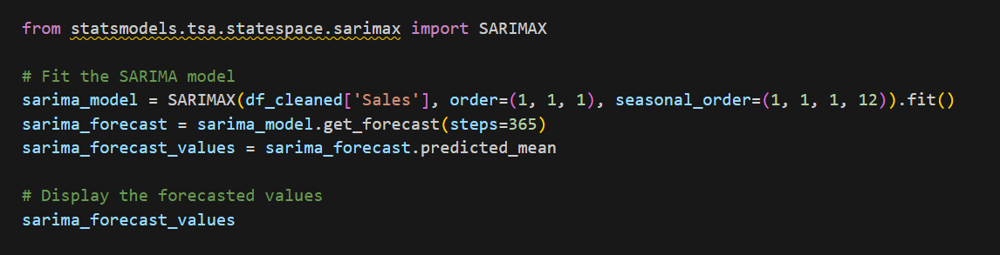 from statsmodels.tsa.statespace.sarimax import SARIMAX
# Fit the SARIMA model
sarima_model = SARIMAX(df_cleaned['Sales'], order=(1, 1, 1), seasonal_order=(1, 1, 1, 12)).fit()
sarima_forecast = sarima_model.get_forecast(steps=365)
sarima_forecast_values = sarima_forecast.predicted_mean
# Display the forecasted values
sarima_forecast_values